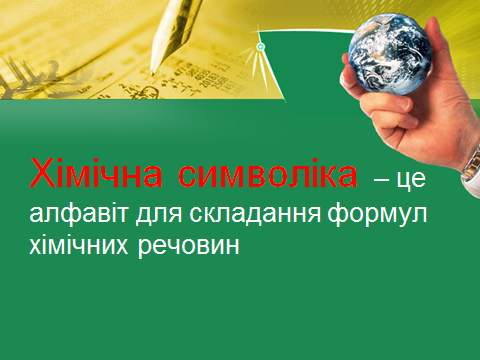 Хімічна символіка – це
алфавіт для складання формул
хімічних речовин